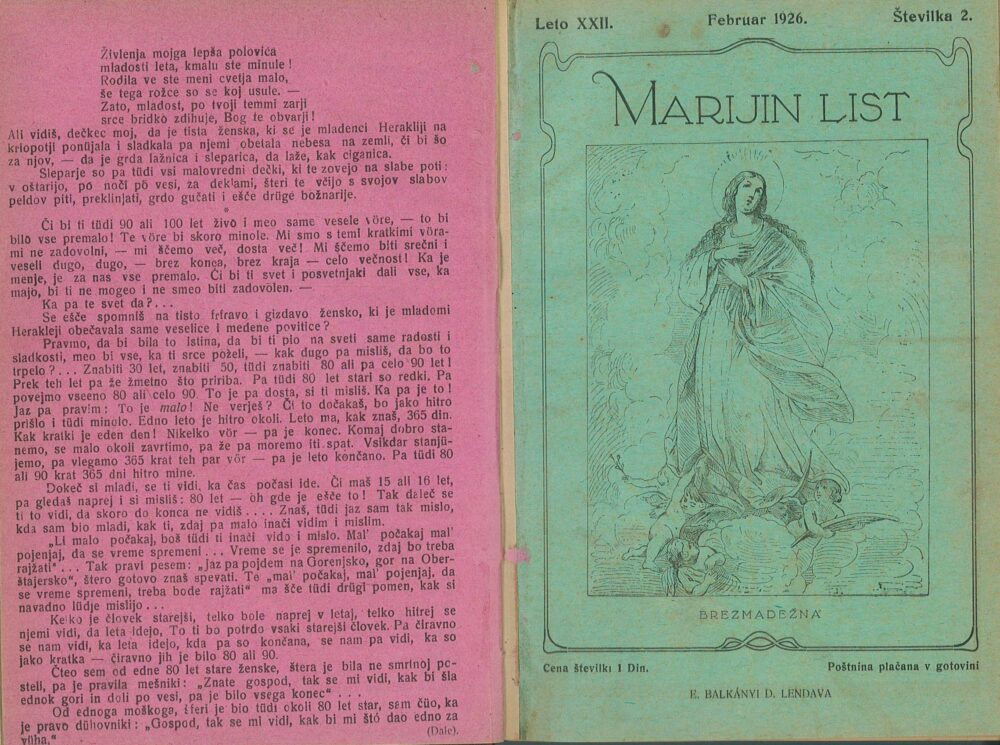 Živlenja mojga lepša polovica
mladosti leta, kmalu ste minule!
Rodila ve ste meni cvetja malo,
še tega rožce so se koj usule. —
Zato, mladost, po tvoji temmi zarji
srce bridko zdihuje, Bog te obvarji!
Ali vidiš, dečkec moj, da je tista ženska, ki se je mladenci Herakliji na
kriopotji ponüjala i sladkala pa njemi obetala nebesa na zemli, či bi šo
za njov, — da je grda lažnica i sleparica, da laže, kak ciganica.
Sleparje so pa tüdi vsi malovredni dečki, ki te zovejo na slabe poti:
v oštarijo, po noči pö vesi, za deklami, šteri te včijo s svojov slabov
peldov piti, preklinjati, grdo gučati i ešče drüge božnarije.
*
Či bi ti tüdi 90 ali 100 let živo i meo same vesele vöre, — to bi
bilo vse premalo! Te vöre bi skoro minole. Mi smo s temi kratkimi vöra-
mi ne zadovolni, — mi ščemo več, dosta več! Mi ščemo biti srečni i
veseli dugo, dugo, — brez konca, brez kraja — celo večnost! Ka je
menje, je za nas vse premalo. Či bi ti svet i posvetnjaki dali vse, ka
majo, bi ti ne mogeo i ne smeo biti zadovolen. —
Ka pa te svet da?...
Se ešče spomniš na tisto frfravo i gizdavo žensko, ki je mladomi
Herakleji obečavala same veselice i medene povitice?
Pravmo, da bi bila to istina, da bi ti pio na sveti same radosti i
sladkosti, meo bi vse, ka ti srce poželi, — kak dugo pa misliš, da bo to
trpelo?... Znabiti 30 let, znabiti 50, tüdi znabiti 80 ali pa celo 90 let!
Prek teh let pa že žmetno što pririba. Pa tüdi 80 let stari so redki. Pa
povejmo vseeno 80 ali celo 90. To je pa dosta, si ti misliš. Ka pa je to!
Jaz pa pravim: To je malo! Ne verješ? Či to dočakaš, bo jako hitro
prišlo i tüdi minolo. Edno leto je hitro okoli. Leto ma, kak znaš, 365 din.
Kak kratki je eden den! Nikelko vör — pa je konec. Komaj dobro sta-
nemo, se malo okoli zavrtimo, pa že pa moremo iti spat. Vsikdar stanjü-
jemo, pa vlegamo 365 krat teh par vör — pa je leto končano. Pa tüdi 80
ali 90 krat 365 dni hitro mine.
Dokeč si mladi, se ti vidi, ka čas počasi ide. Či maš 15 ali 16 let,
pa gledaš naprej i si misliš: 80 let — oh gde je ešče to! Tak daleč se
ti to vidi, da skoro do konca ne vidiš.... Znaš, tüdi jaz sam tak mislo,
kda sam bio mladi, kak ti, zdaj pa malo inači vidim i mislim.
„Li malo počakaj, boš tüdi ti inači vido i mislo. Mal' počakaj mal'
pojenjaj, da se vreme spremeni... Vreme se je spremenilo, zdaj bo treba
rajžati"... Tak pravi pesem: „Jaz pa pojdem na Gorenjsko, gor na Ober-
štajersko", štero gotovo znaš spevati. Te „mal' počakaj, mal' pojenjaj, da
se vreme spremeni, treba bode rajžati" ma šče tüdi drügi pomen, kak si
navadno lüdje mislijo...
Kelko je človek starejši, telko bole naprej v letaj, telko hitrej se
njemi vidi, da leta idejo, To ti bo potrdo vsaki starejši človek. Pa čiravno
se nam vidi, ka leta idejo, kda pa so končana, se nam pa vidi, ka so
jako kratka — čiravno jih je bilo 80 ali 90.
Čteo sem od edne 80 let stare ženske, štera je bila ne smrtnoj po-
steli, pa je pravila mešniki: „Znate gospod, tak se mi vidi, kak bi šla
ednok gori in doli po vesi, pa je bilo vsega konec"...
Od ednoga moškoga, šteri je bio tüdi okoli 80 let star, sam čüo, ka
je pravo dühovniki: „Gospod, tak se mi vidi, kak bi mi što dao edno za
vüha."
(Dale).
Leto XXII.
Februar 1926.
Številka 2.
MARIJIN LIST
BREZMADEŽNA
Cena številki 1 Din.
Poštnina plačana v gotovini
E. BALKÁNYI D. LENDAVA